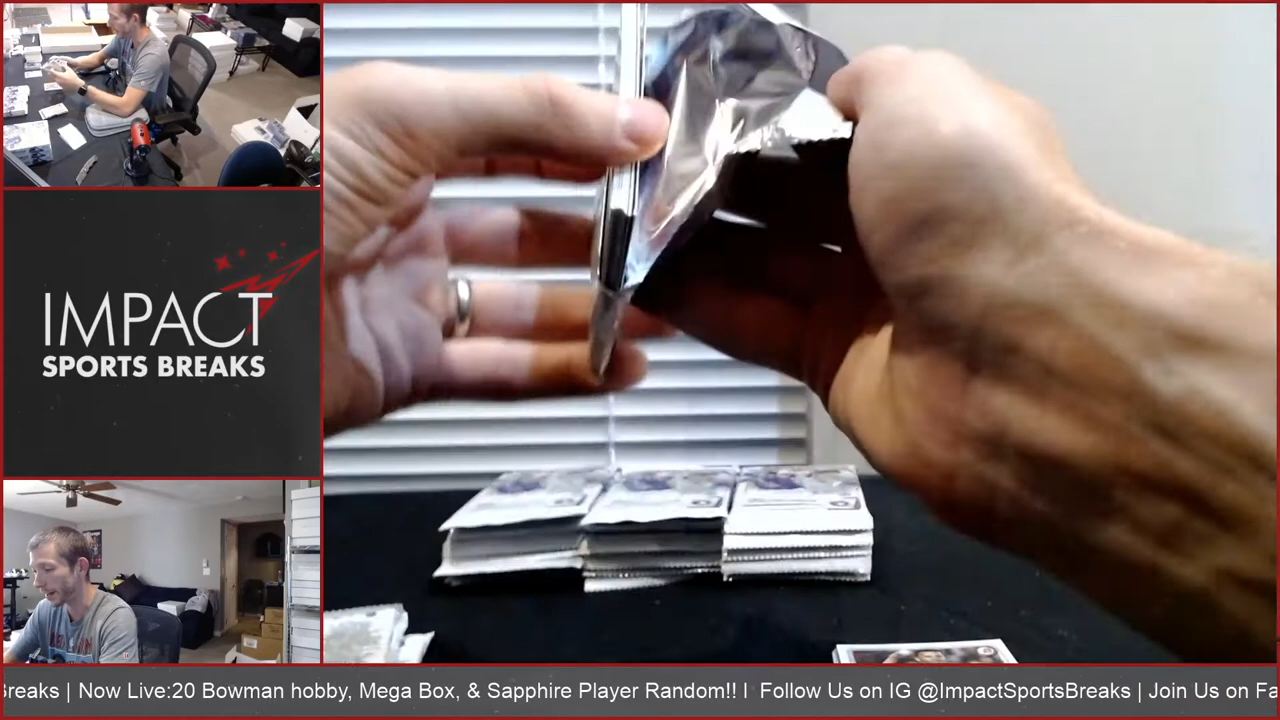 IMPACT
SPORTS BREAKS
Breaks | Now Live:20 Bowman hobby, Mega Box, & Sapphire Player Random!! I Follow Us on IG @ImpactSportsBreaks | Join Us on Fa